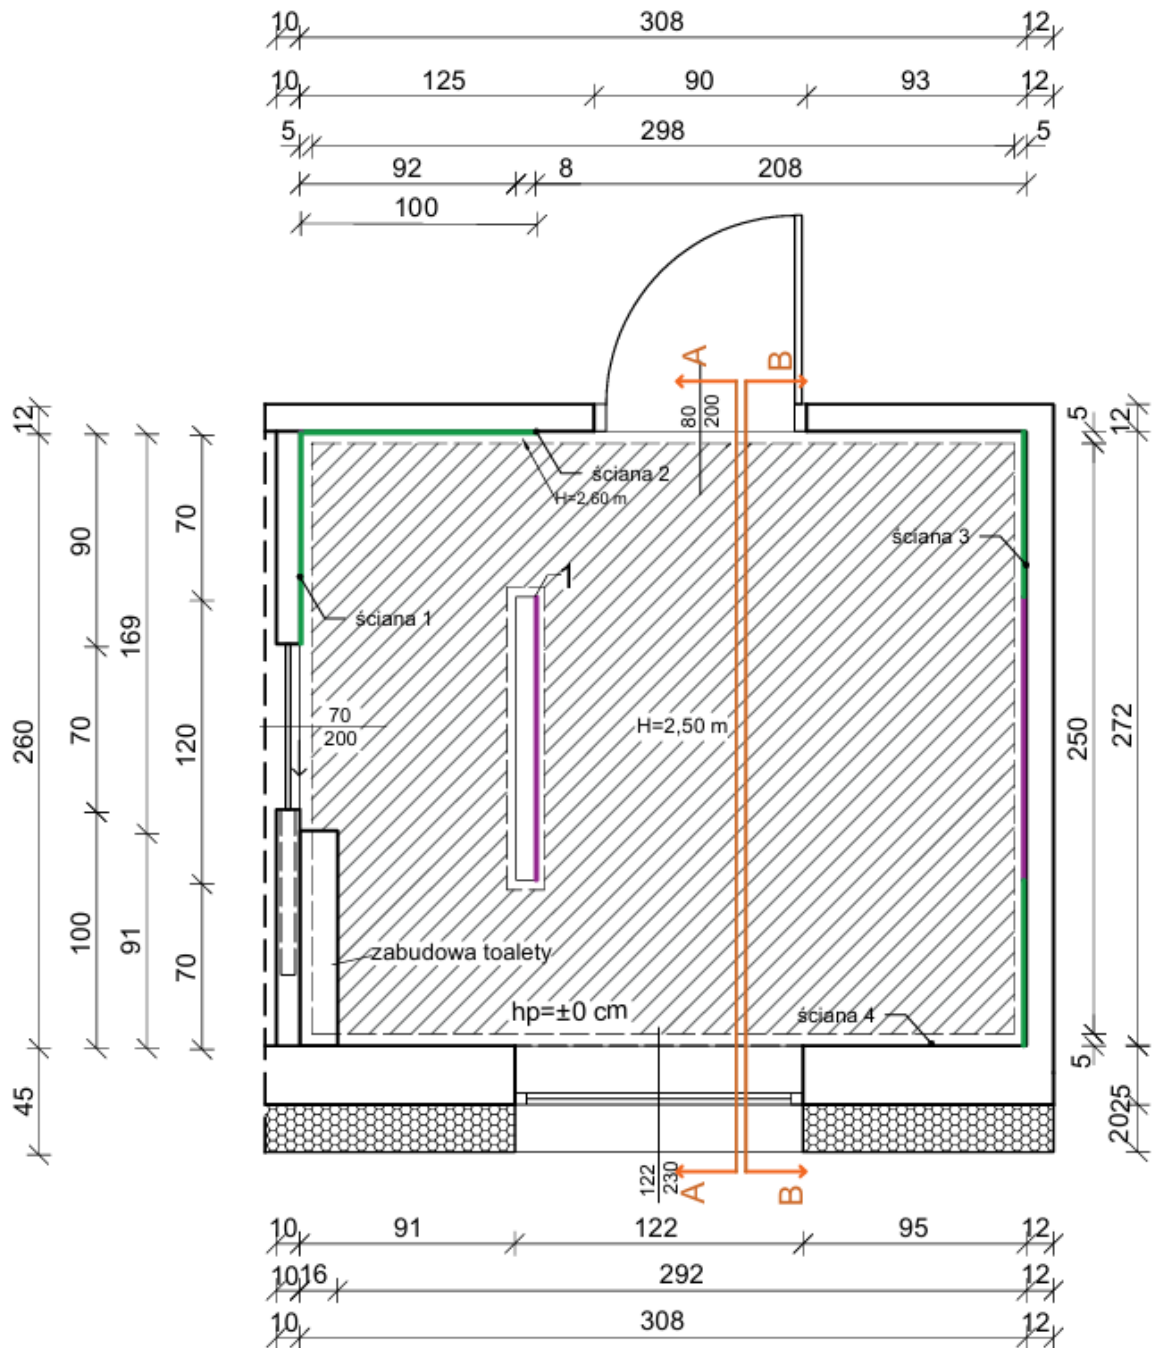 10 308 12
10 125 90 93 12
5 298 5
92 8 208
100
A B
80
200
12
5
12
ściana 2
H=2,60 m
70
90
ściana 3
1
ściana 1
169
70
200
H=2,50 m
260
70
120
250
272
100
91
70
zabudowa toalety
hp=±0 cm
ściana 4
5
45
20 25
122
230
A B
10 91 122 95 12
10 16 292 12
10 308 12